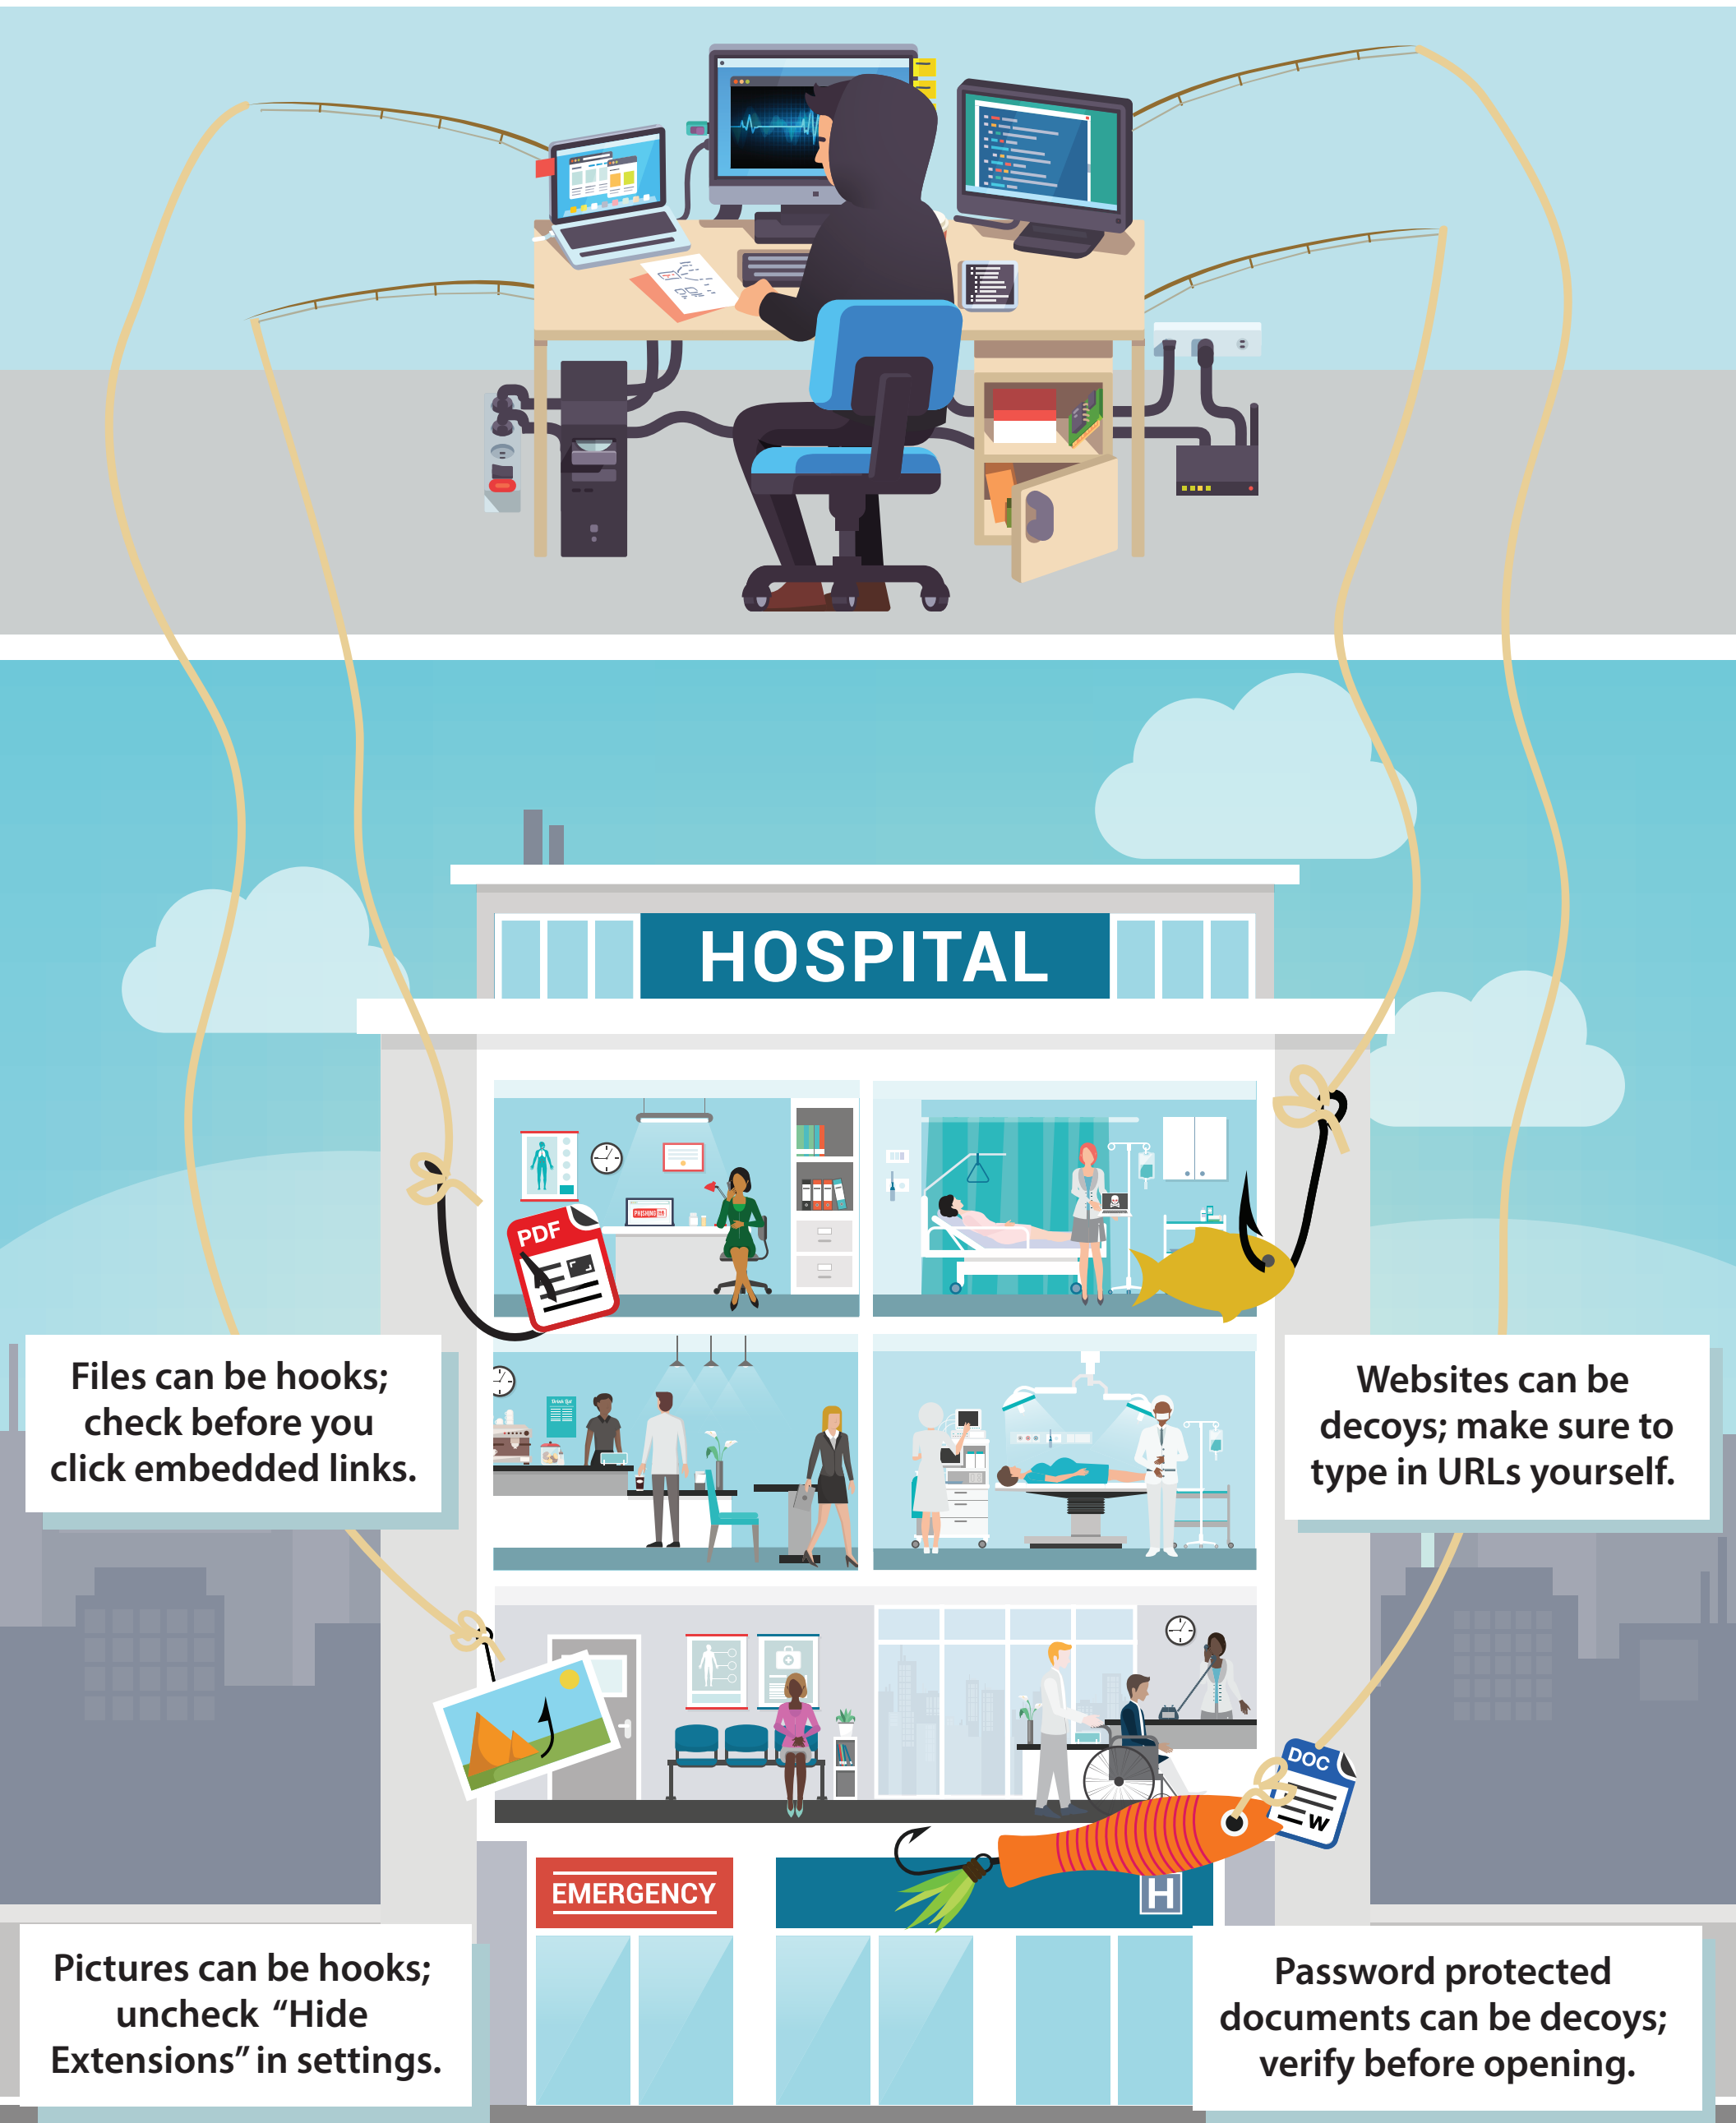 HOSPITAL
PHISHING
PDF
Files can be hooks;
check before you
click embedded links.
Websites can be
decoys; make sure to
type in URLs yourself.
DOC
W
EMERGENCY
H
Pictures can be hooks;
uncheck “Hide
Extensions” in settings.
Password protected
documents can be decoys;
verify before opening.